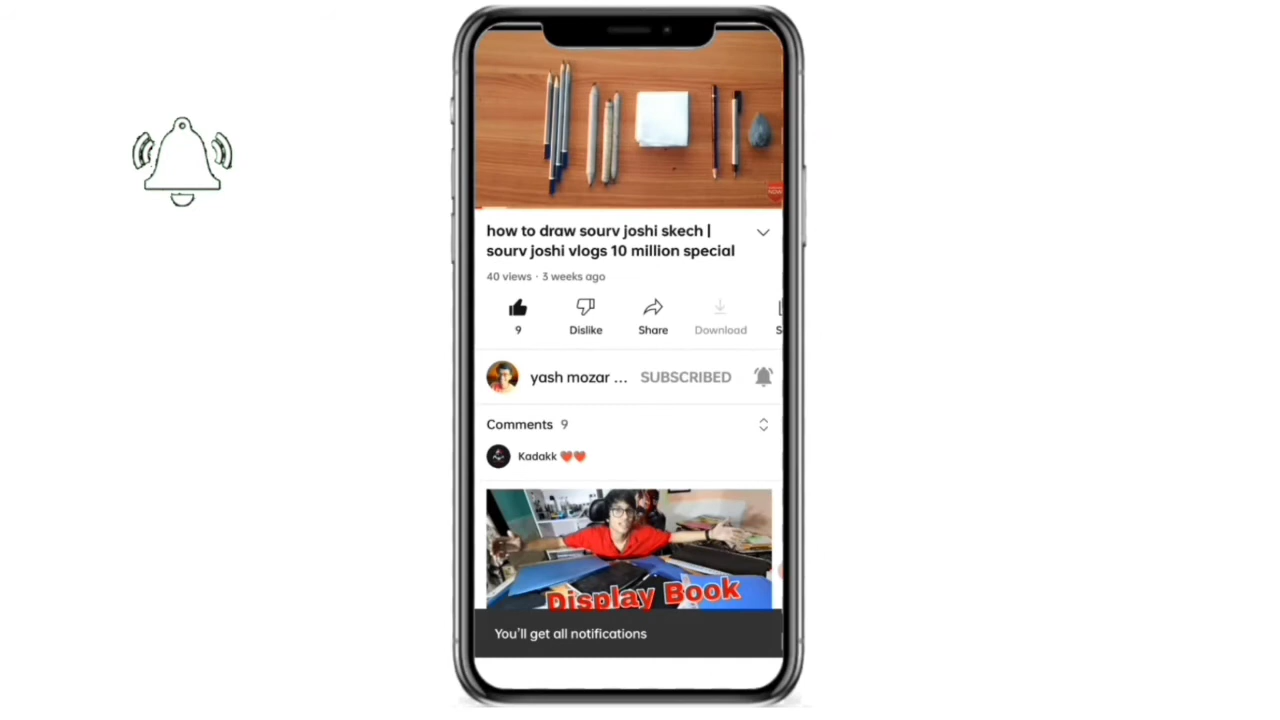 how to draw sourv joshi skech |
sourv joshi vlogs 10 million special
40 views · 3 weeks ago
9 Dislike Share Download
yash mozar ... SUBSCRIBED
Comments 9
Kadakk ❤️❤️
Display Book
You'll get all notifications